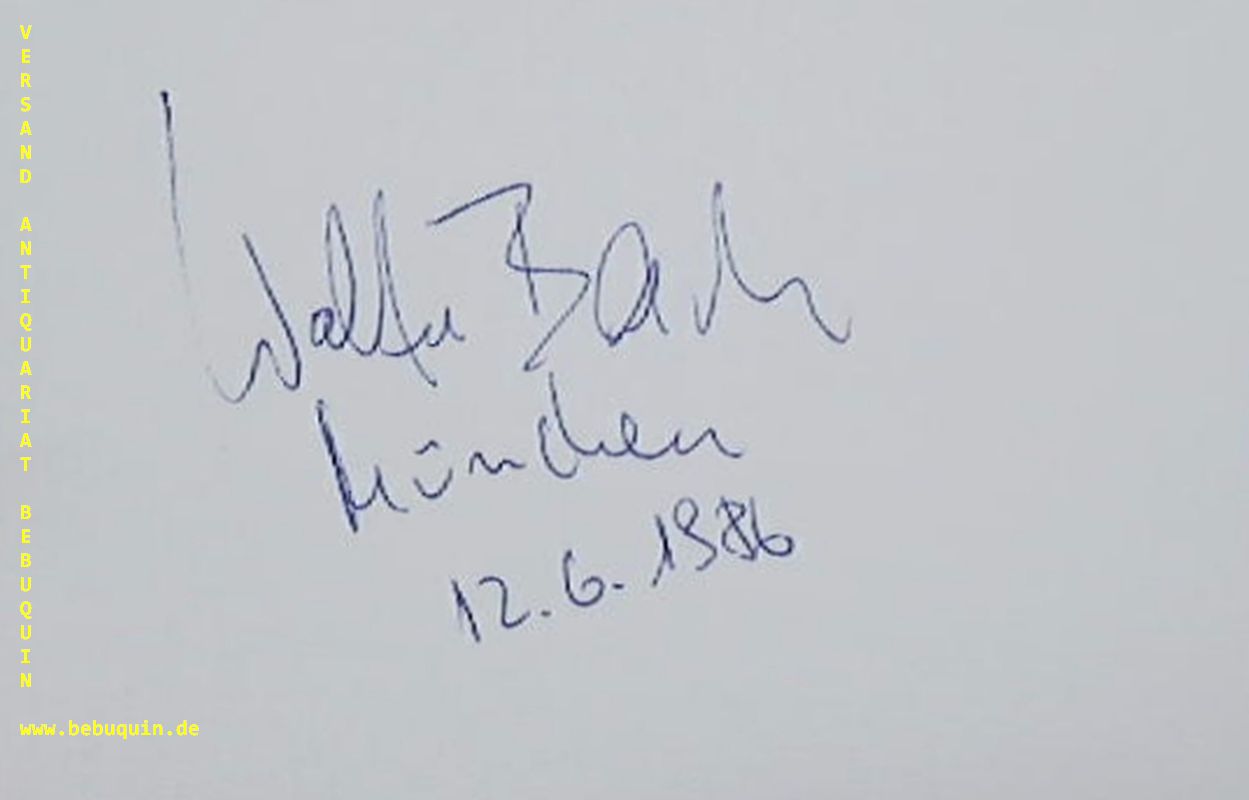 VERSAND ANTIQUARIAT BEBUQUIN
Walter Bach
München
12.6.1986
www.bebuquin.de